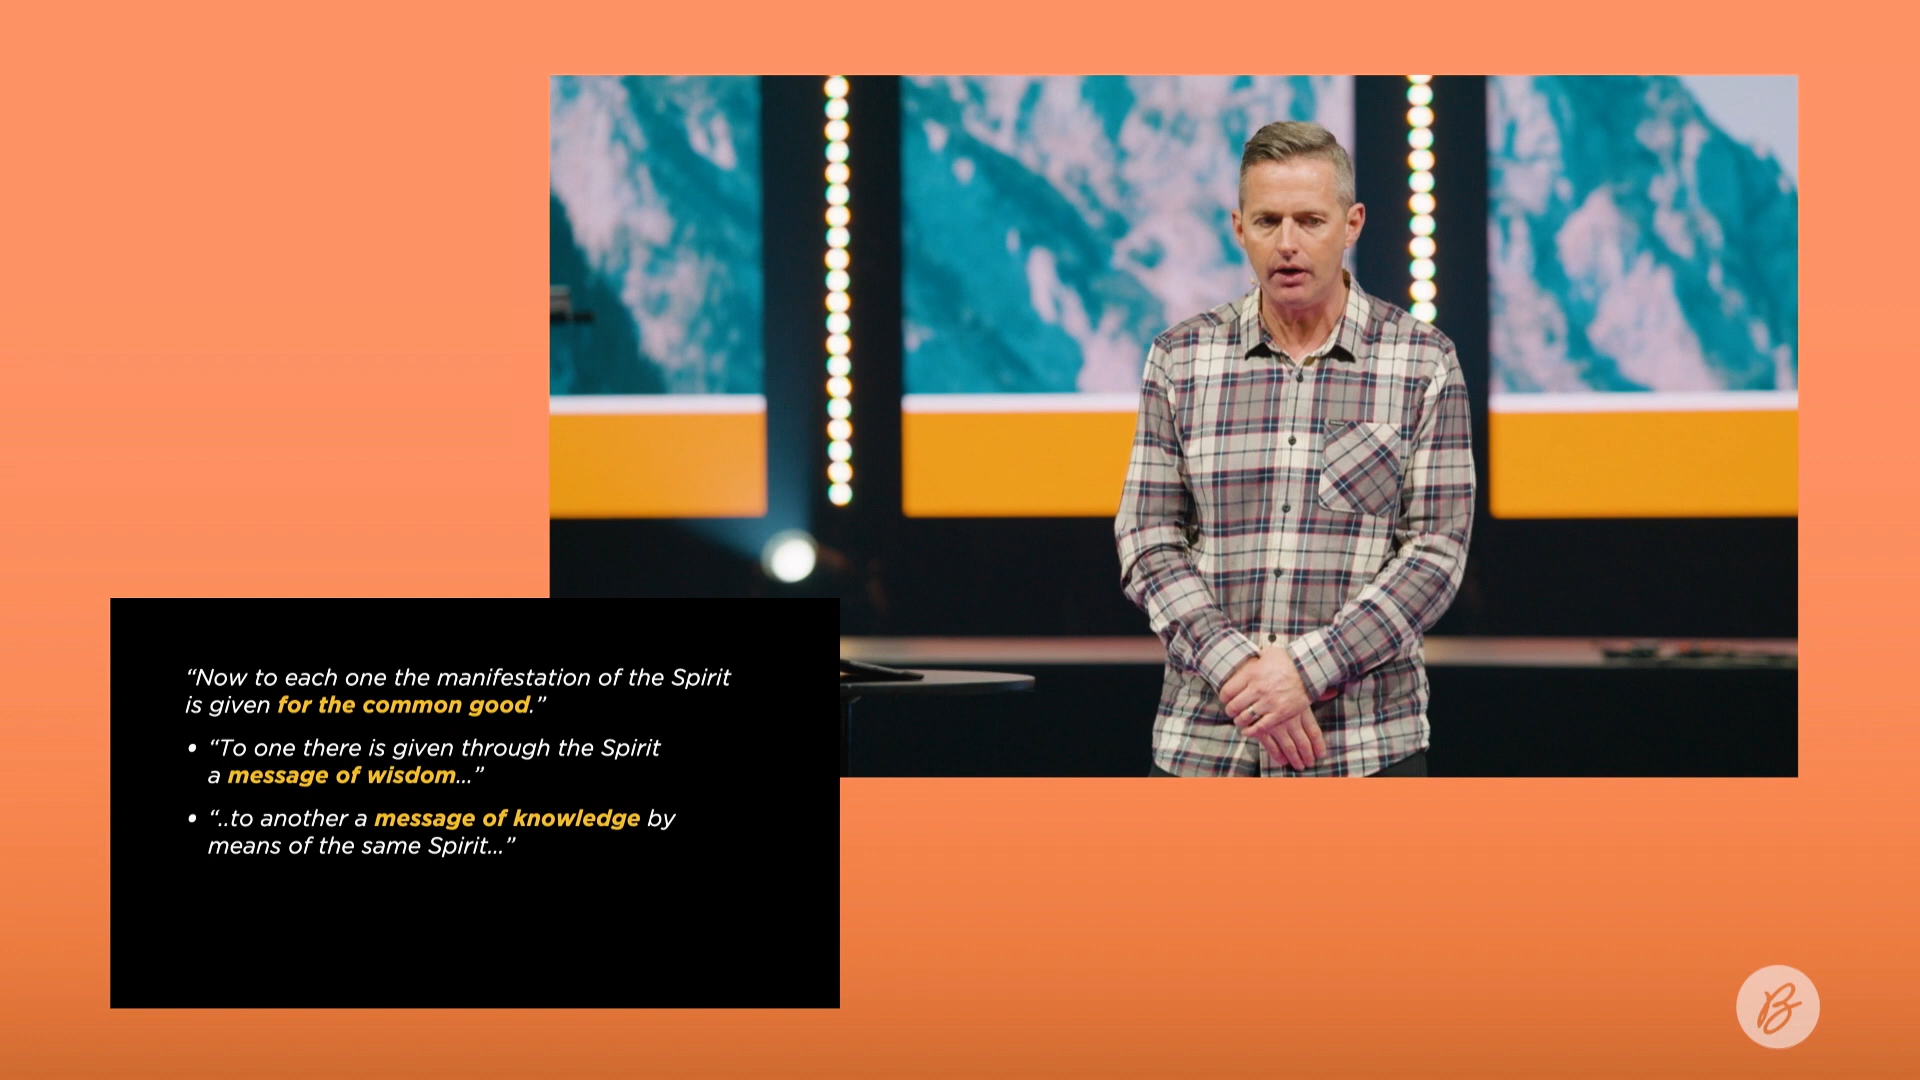 “Now to each one the manifestation of the Spirit
is given for the common good.”
• “To one there is given through the Spirit
a message of wisdom...”
• “..to another a message of knowledge by
means of the same Spirit...”
B